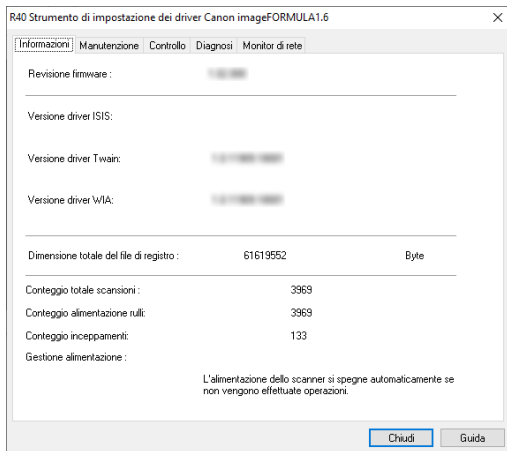 R40 Strumento di impostazione dei driver Canon imageFORMULA1.6
Informazioni Manutenzione Controllo Diagnosi Monitor di rete
Revisione firmware :
Versione driver ISIS:
Versione driver Twain:
Versione driver WIA:
Dimensione totale del file di registro : 61619552 Byte
Conteggio totale scansioni : 3969
Conteggio alimentazione rulli: 3969
Conteggio inceppamenti: 133
Gestione alimentazione :
L'alimentazione dello scanner si spegne automaticamente se
non vengono effettuate operazioni.
Chiudi Guida